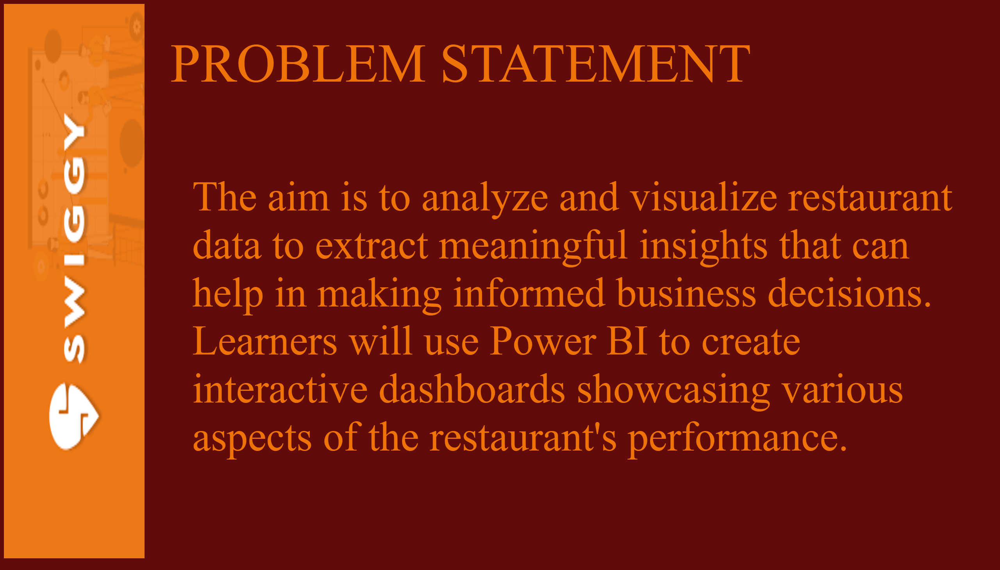 SWIGGY
PROBLEM STATEMENT
The aim is to analyze and visualize restaurant
data to extract meaningful insights that can
help in making informed business decisions.
Learners will use Power BI to create
interactive dashboards showcasing various
aspects of the restaurant's performance.